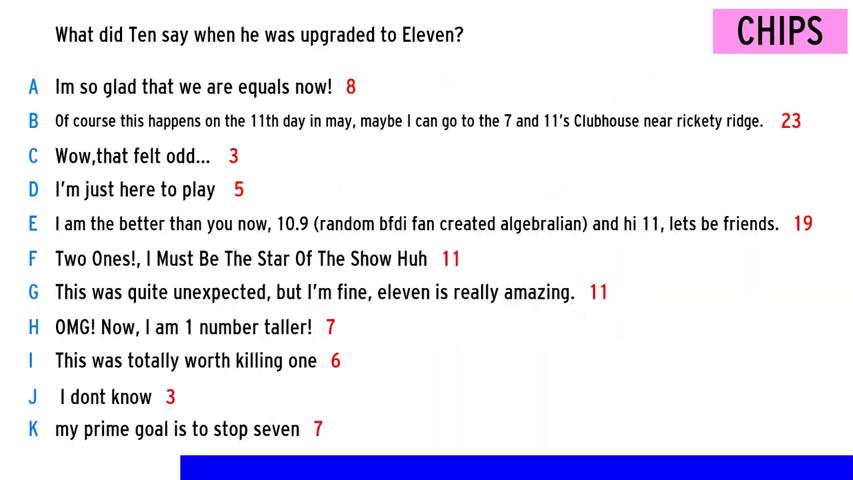 What did Ten say when he was upgraded to Eleven?
CHIPS
A Im so glad that we are equals now! 8
B Of course this happens on the 11th day in may, maybe I can go to the 7 and 11's Clubhouse near rickety ridge. 23
C Wow,that felt odd... 3
D I'm just here to play 5
E I am the better than you now, 10.9 (random bfdi fan created algebralian) and hi 11, lets be friends. 19
F Two Ones!, I Must Be The Star Of The Show Huh 11
G This was quite unexpected, but I'm fine, eleven is really amazing. 11
H OMG! Now, I am 1 number taller! 7
I This was totally worth killing one 6
J I dont know 3
K my prime goal is to stop seven 7